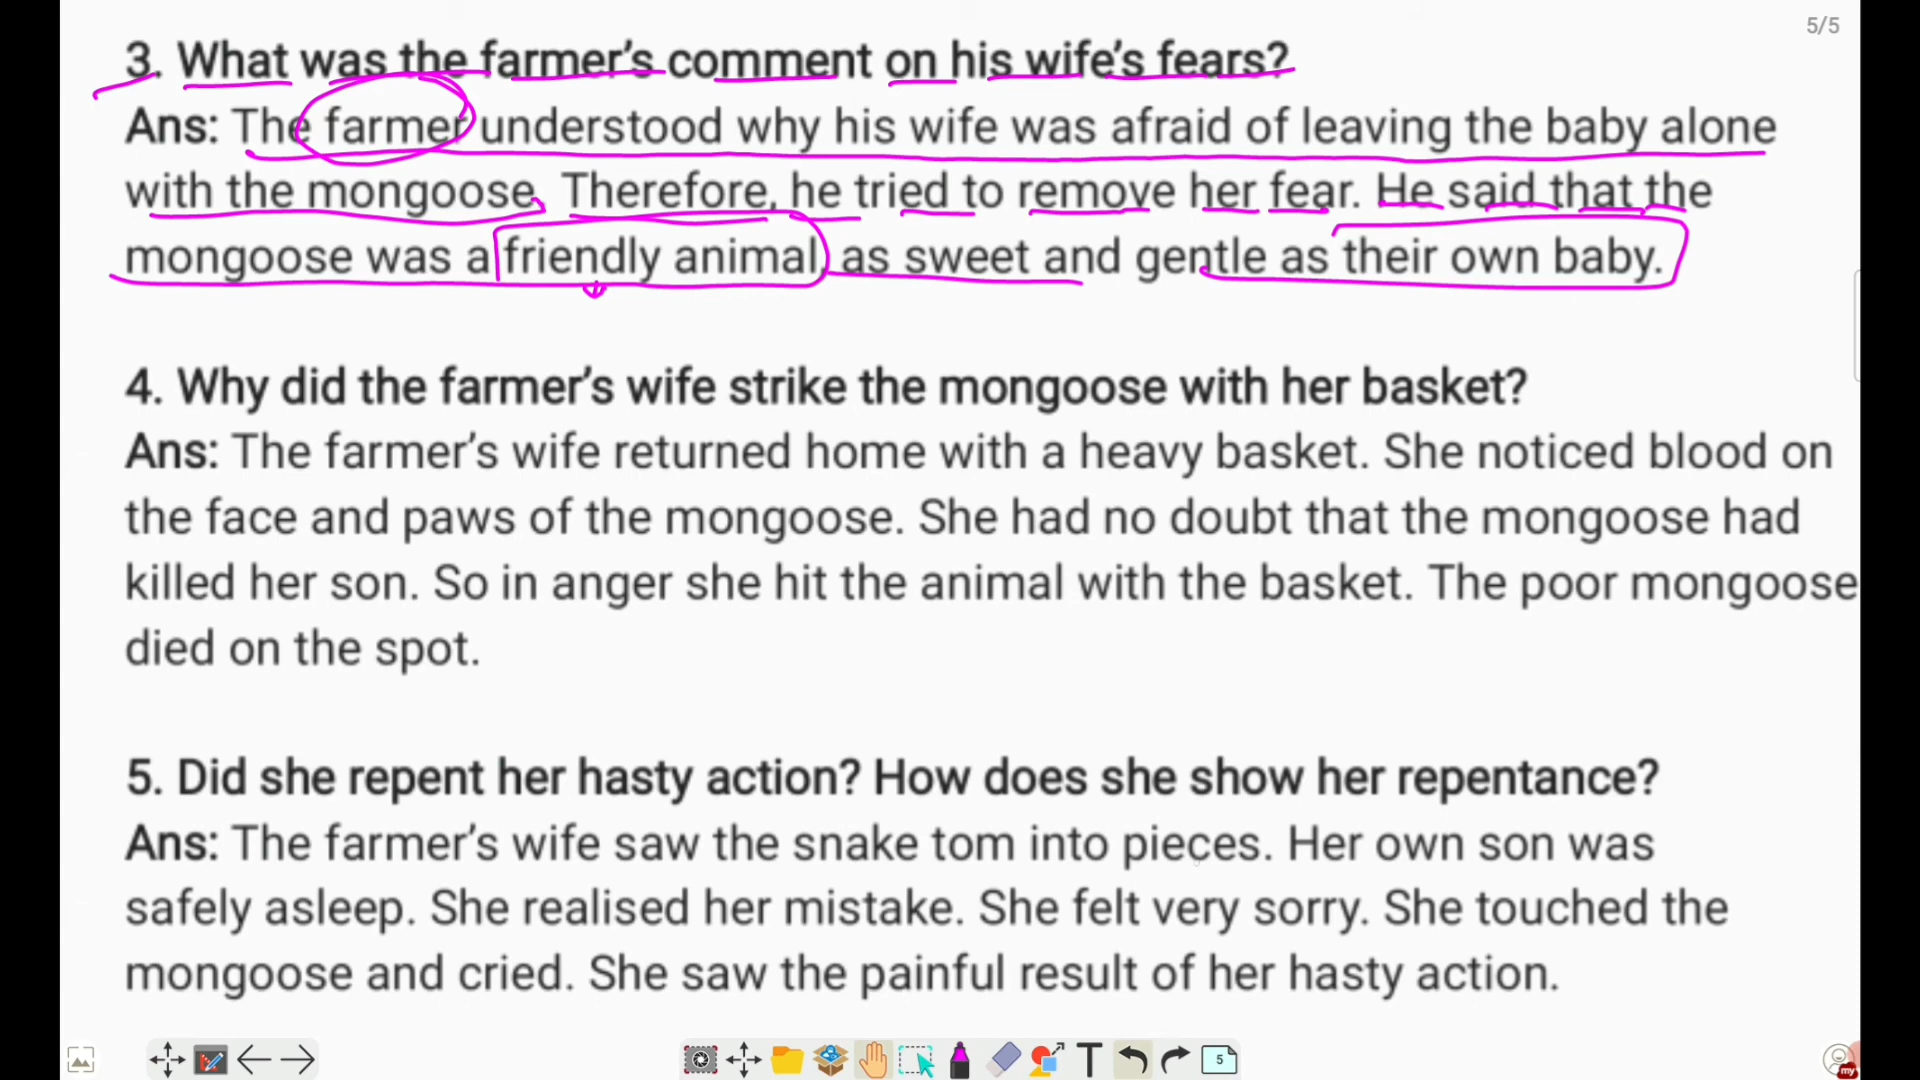 5/5
3. What was the farmer's comment on his wife's fears?
Ans: The farmer understood why his wife was afraid of leaving the baby alone
with the mongoose. Therefore, he tried to remove her fear. He said that the
mongoose was a friendly animal, as sweet and gentle as their own baby.
4. Why did the farmer's wife strike the mongoose with her basket?
Ans: The farmer's wife returned home with a heavy basket. She noticed blood on
the face and paws of the mongoose. She had no doubt that the mongoose had
killed her son. So in anger she hit the animal with the basket. The poor mongoose
died on the spot.
5. Did she repent her hasty action? How does she show her repentance?
Ans: The farmer's wife saw the snake tom into pieces. Her own son was
safely asleep. She realised her mistake. She felt very sorry. She touched the
mongoose and cried. She saw the painful result of her hasty action.
T
5
my